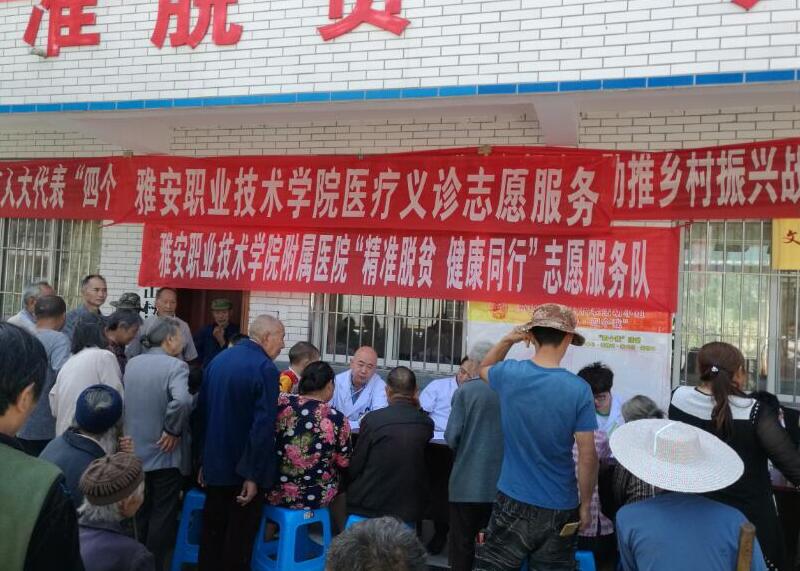 准脱贫
人大代表“四个
雅安职业技术学院医疗义诊志愿服务
动推乡村振兴战
雅安职业技术学院附属医院“精准脱贫 健康同行”志愿服务队
文